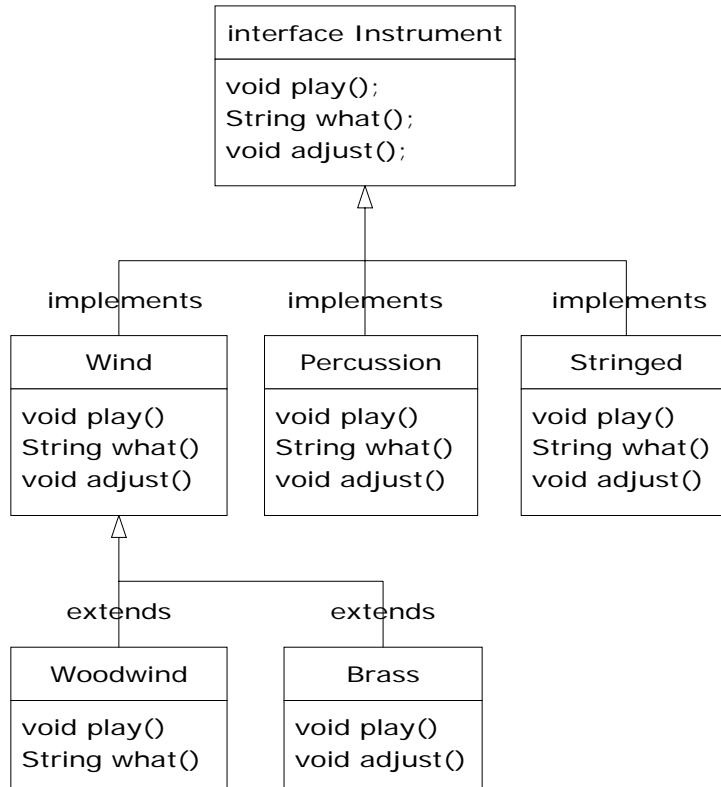 interface Instrument
void play();
String what();
void adjust();
implements
implements
implements
Wind
void play()
String what()
void adjust()
Percussion
void play()
String what()
void adjust()
Stringed
void play()
String what()
void adjust()
extends
extends
Woodwind
void play()
String what()
Brass
void play()
void adjust()